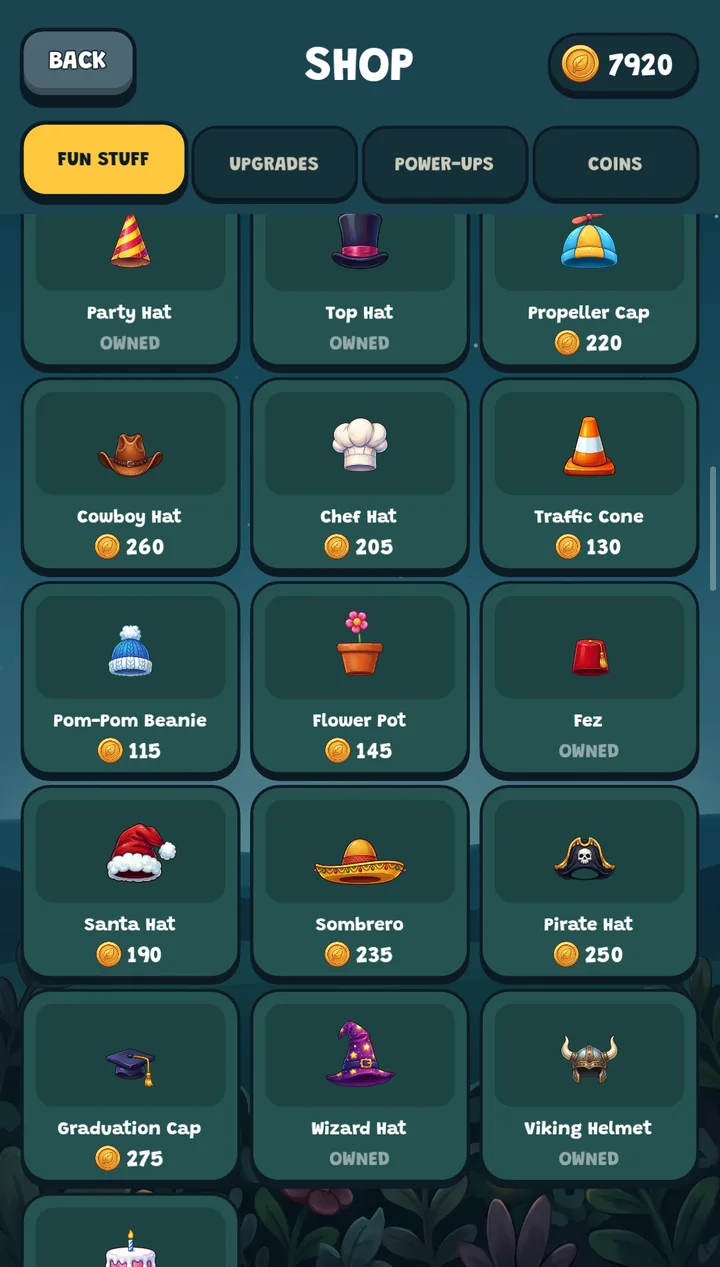 BACK
SHOP
7920
FUN STUFF
UPGRADES
POWER-UPS
COINS
Party Hat
OWNED
Top Hat
OWNED
Propeller Cap
220
Cowboy Hat
260
Chef Hat
205
Traffic Cone
130
Pom-Pom Beanie
115
Flower Pot
145
Fez
OWNED
Santa Hat
190
Sombrero
235
Pirate Hat
250
Graduation Cap
275
Wizard Hat
OWNED
Viking Helmet
OWNED